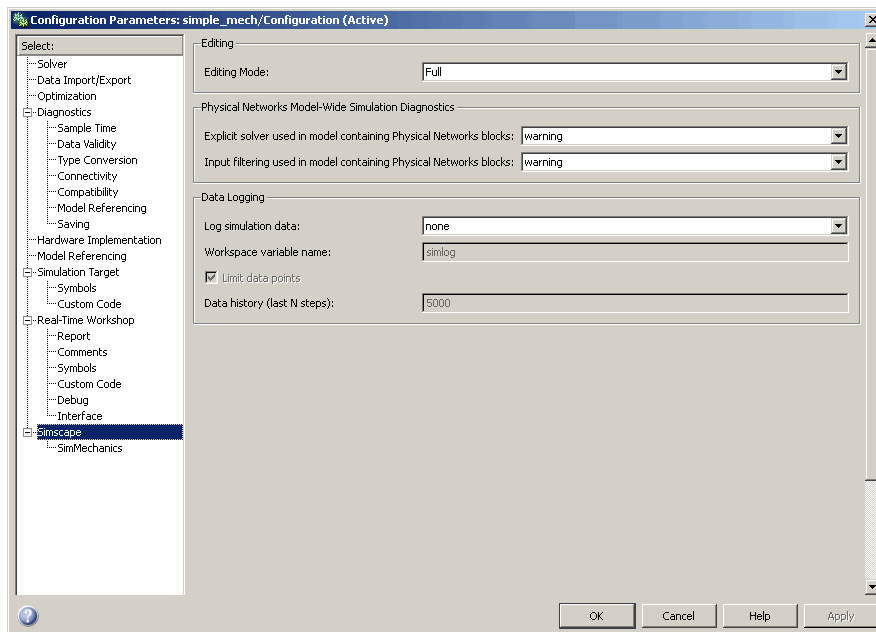 Configuration Parameters: simple_mech/Configuration (Active)
Select:
Solver
Data Import/Export
Optimization
Diagnostics
Sample Time
Data Validity
Type Conversion
Connectivity
Compatibility
Model Referencing
Saving
Hardware Implementation
Model Referencing
Simulation Target
Symbols
Custom Code
Real-Time Workshop
Report
Comments
Symbols
Custom Code
Debug
Interface
Simscape
SimMechanics
Editing
Editing Mode: Full
Physical Networks Model-Wide Simulation Diagnostics
Explicit solver used in model containing Physical Networks blocks: warning
Input filtering used in model containing Physical Networks blocks: warning
Data Logging
Log simulation data: none
Workspace variable name: simlog
Limit data points
Data history (last N steps): 5000
? OK Cancel Help Apply